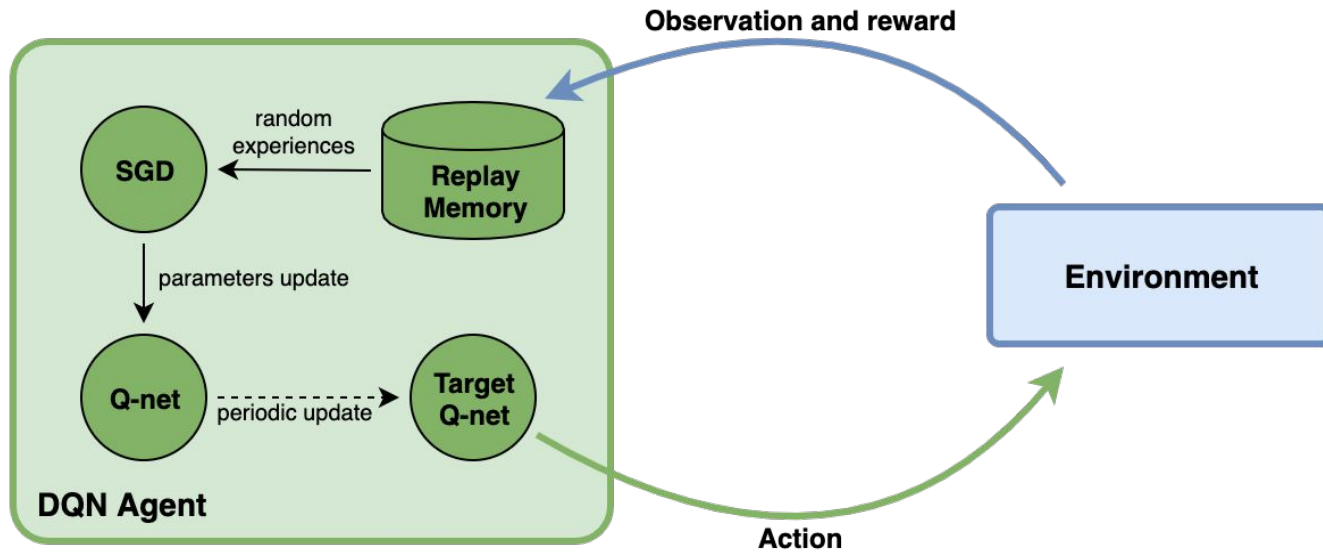 Observation and reward
random
experiences
SGD
Replay
Memory
parameters update
Environment
Q-net
periodic update
Target
Q-net
DQN Agent
Action